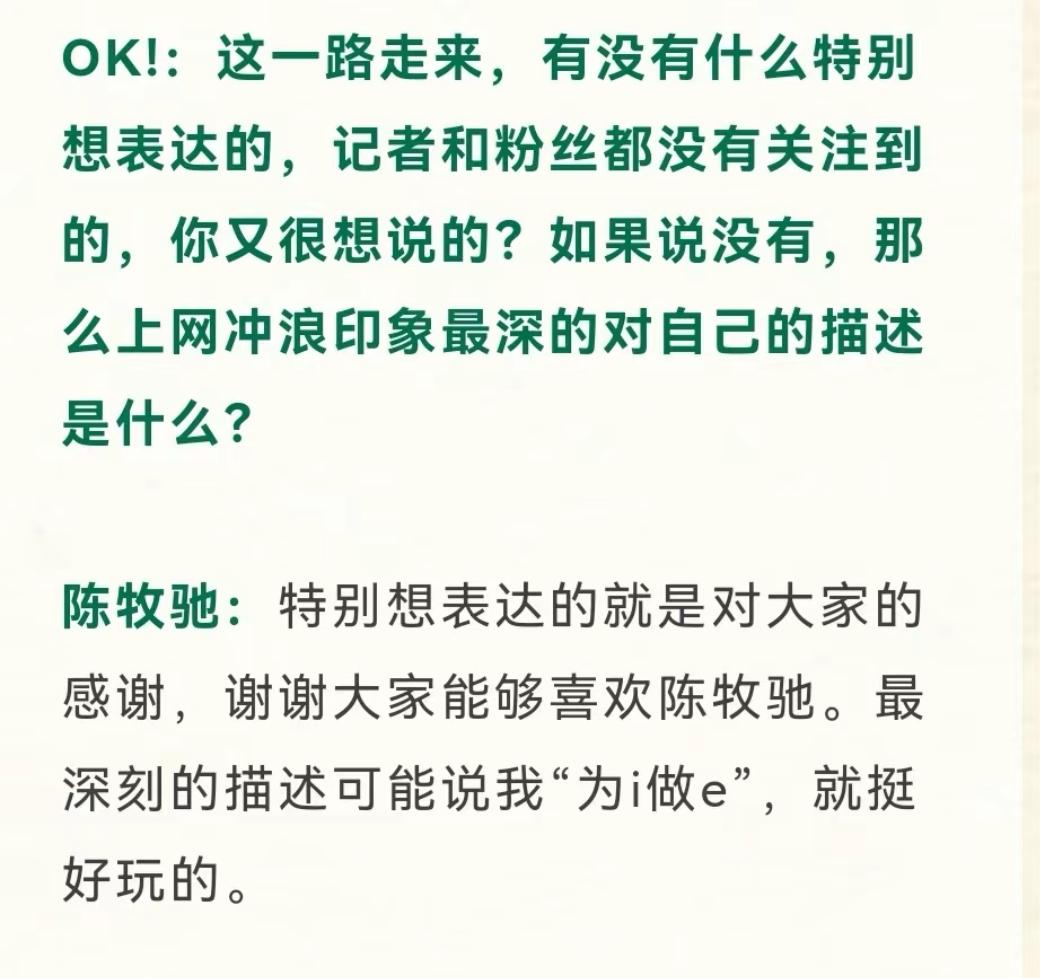 OK!：这一路走来，有没有什么特别
想表达的，记者和粉丝都没有关注到
的，你又很想说的？如果说没有，那
么上网冲浪印象最深的对自己的描述
是什么？
陈牧驰：特别想表达的就是对大家的
感谢，谢谢大家能够喜欢陈牧驰。最
深刻的描述可能说我“为i做e”，就挺
好玩的。